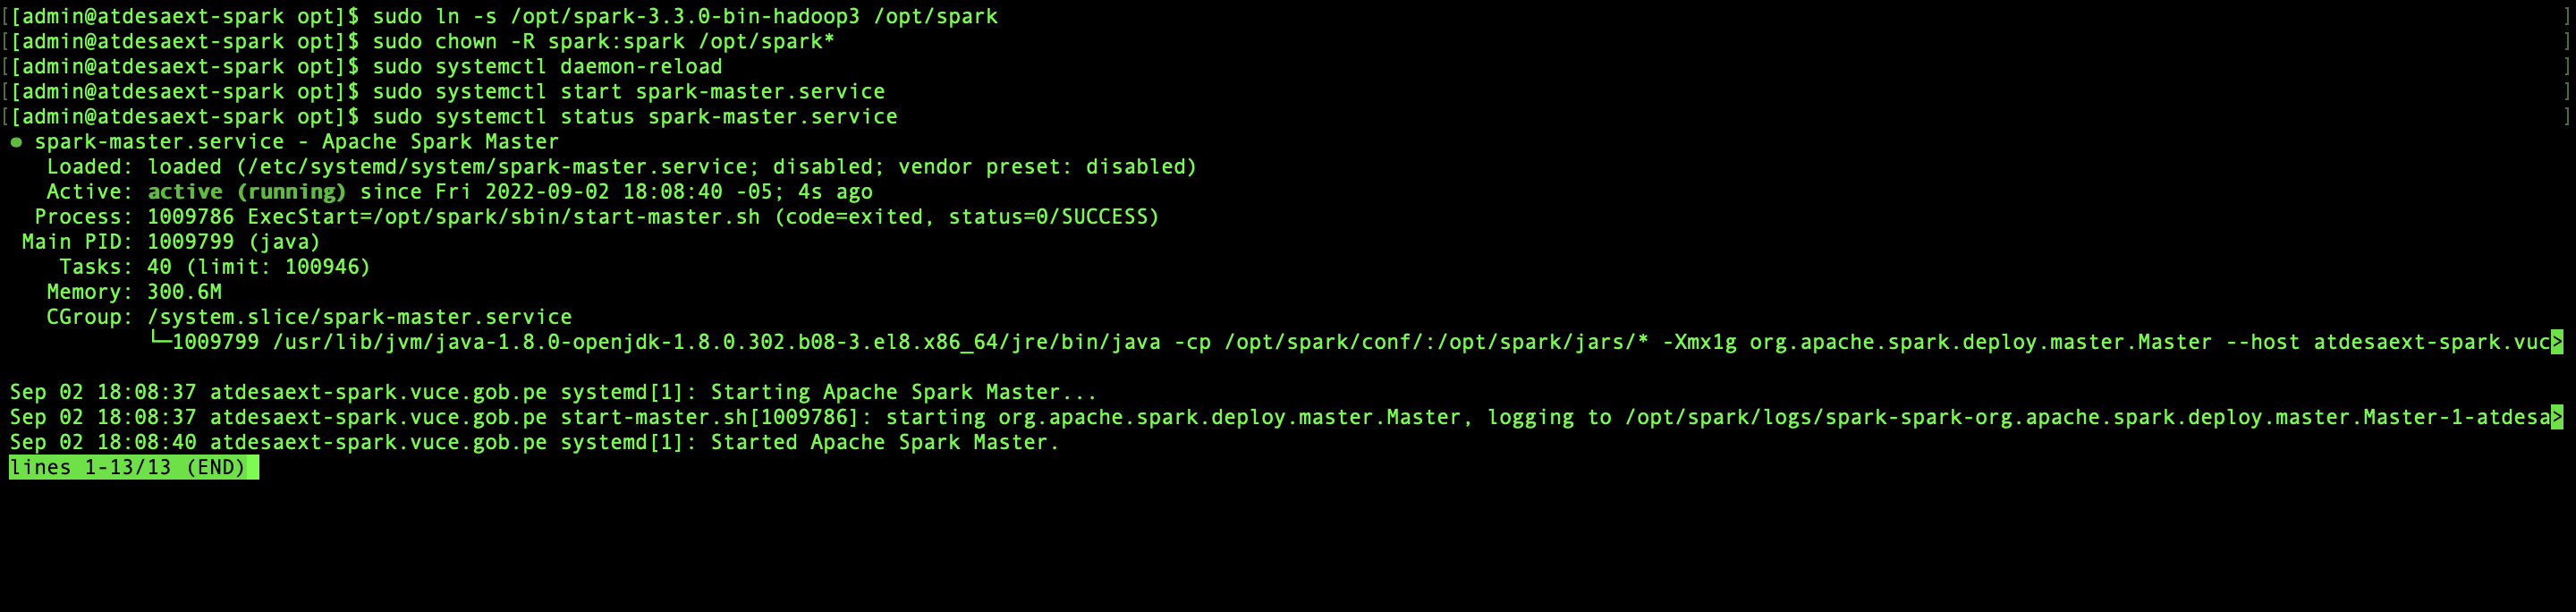 [[admin@atdesaext-spark opt]$ sudo ln -s /opt/spark-3.3.0-bin-hadoop3 /opt/spark ]
[[admin@atdesaext-spark opt]$ sudo chown -R spark:spark /opt/spark* ]
[[admin@atdesaext-spark opt]$ sudo systemctl daemon-reload ]
[[admin@atdesaext-spark opt]$ sudo systemctl start spark-master.service ]
[[admin@atdesaext-spark opt]$ sudo systemctl status spark-master.service ]
● spark-master.service - Apache Spark Master
Loaded: loaded (/etc/systemd/system/spark-master.service; disabled; vendor preset: disabled)
Active: active (running) since Fri 2022-09-02 18:08:40 -05; 4s ago
Process: 1009786 ExecStart=/opt/spark/sbin/start-master.sh (code=exited, status=0/SUCCESS)
Main PID: 1009799 (java)
Tasks: 40 (limit: 100946)
Memory: 300.6M
CGroup: /system.slice/spark-master.service
└─1009799 /usr/lib/jvm/java-1.8.0-openjdk-1.8.0.302.b08-3.el8.x86_64/jre/bin/java -cp /opt/spark/conf/:/opt/spark/jars/* -Xmx1g org.apache.spark.deploy.master.Master --host atdesaext-spark.vuc>
Sep 02 18:08:37 atdesaext-spark.vuce.gob.pe systemd[1]: Starting Apache Spark Master...
Sep 02 18:08:37 atdesaext-spark.vuce.gob.pe start-master.sh[1009786]: starting org.apache.spark.deploy.master.Master, logging to /opt/spark/logs/spark-spark-org.apache.spark.deploy.master.Master-1-atdesa>
Sep 02 18:08:40 atdesaext-spark.vuce.gob.pe systemd[1]: Started Apache Spark Master.
lines 1-13/13 (END)